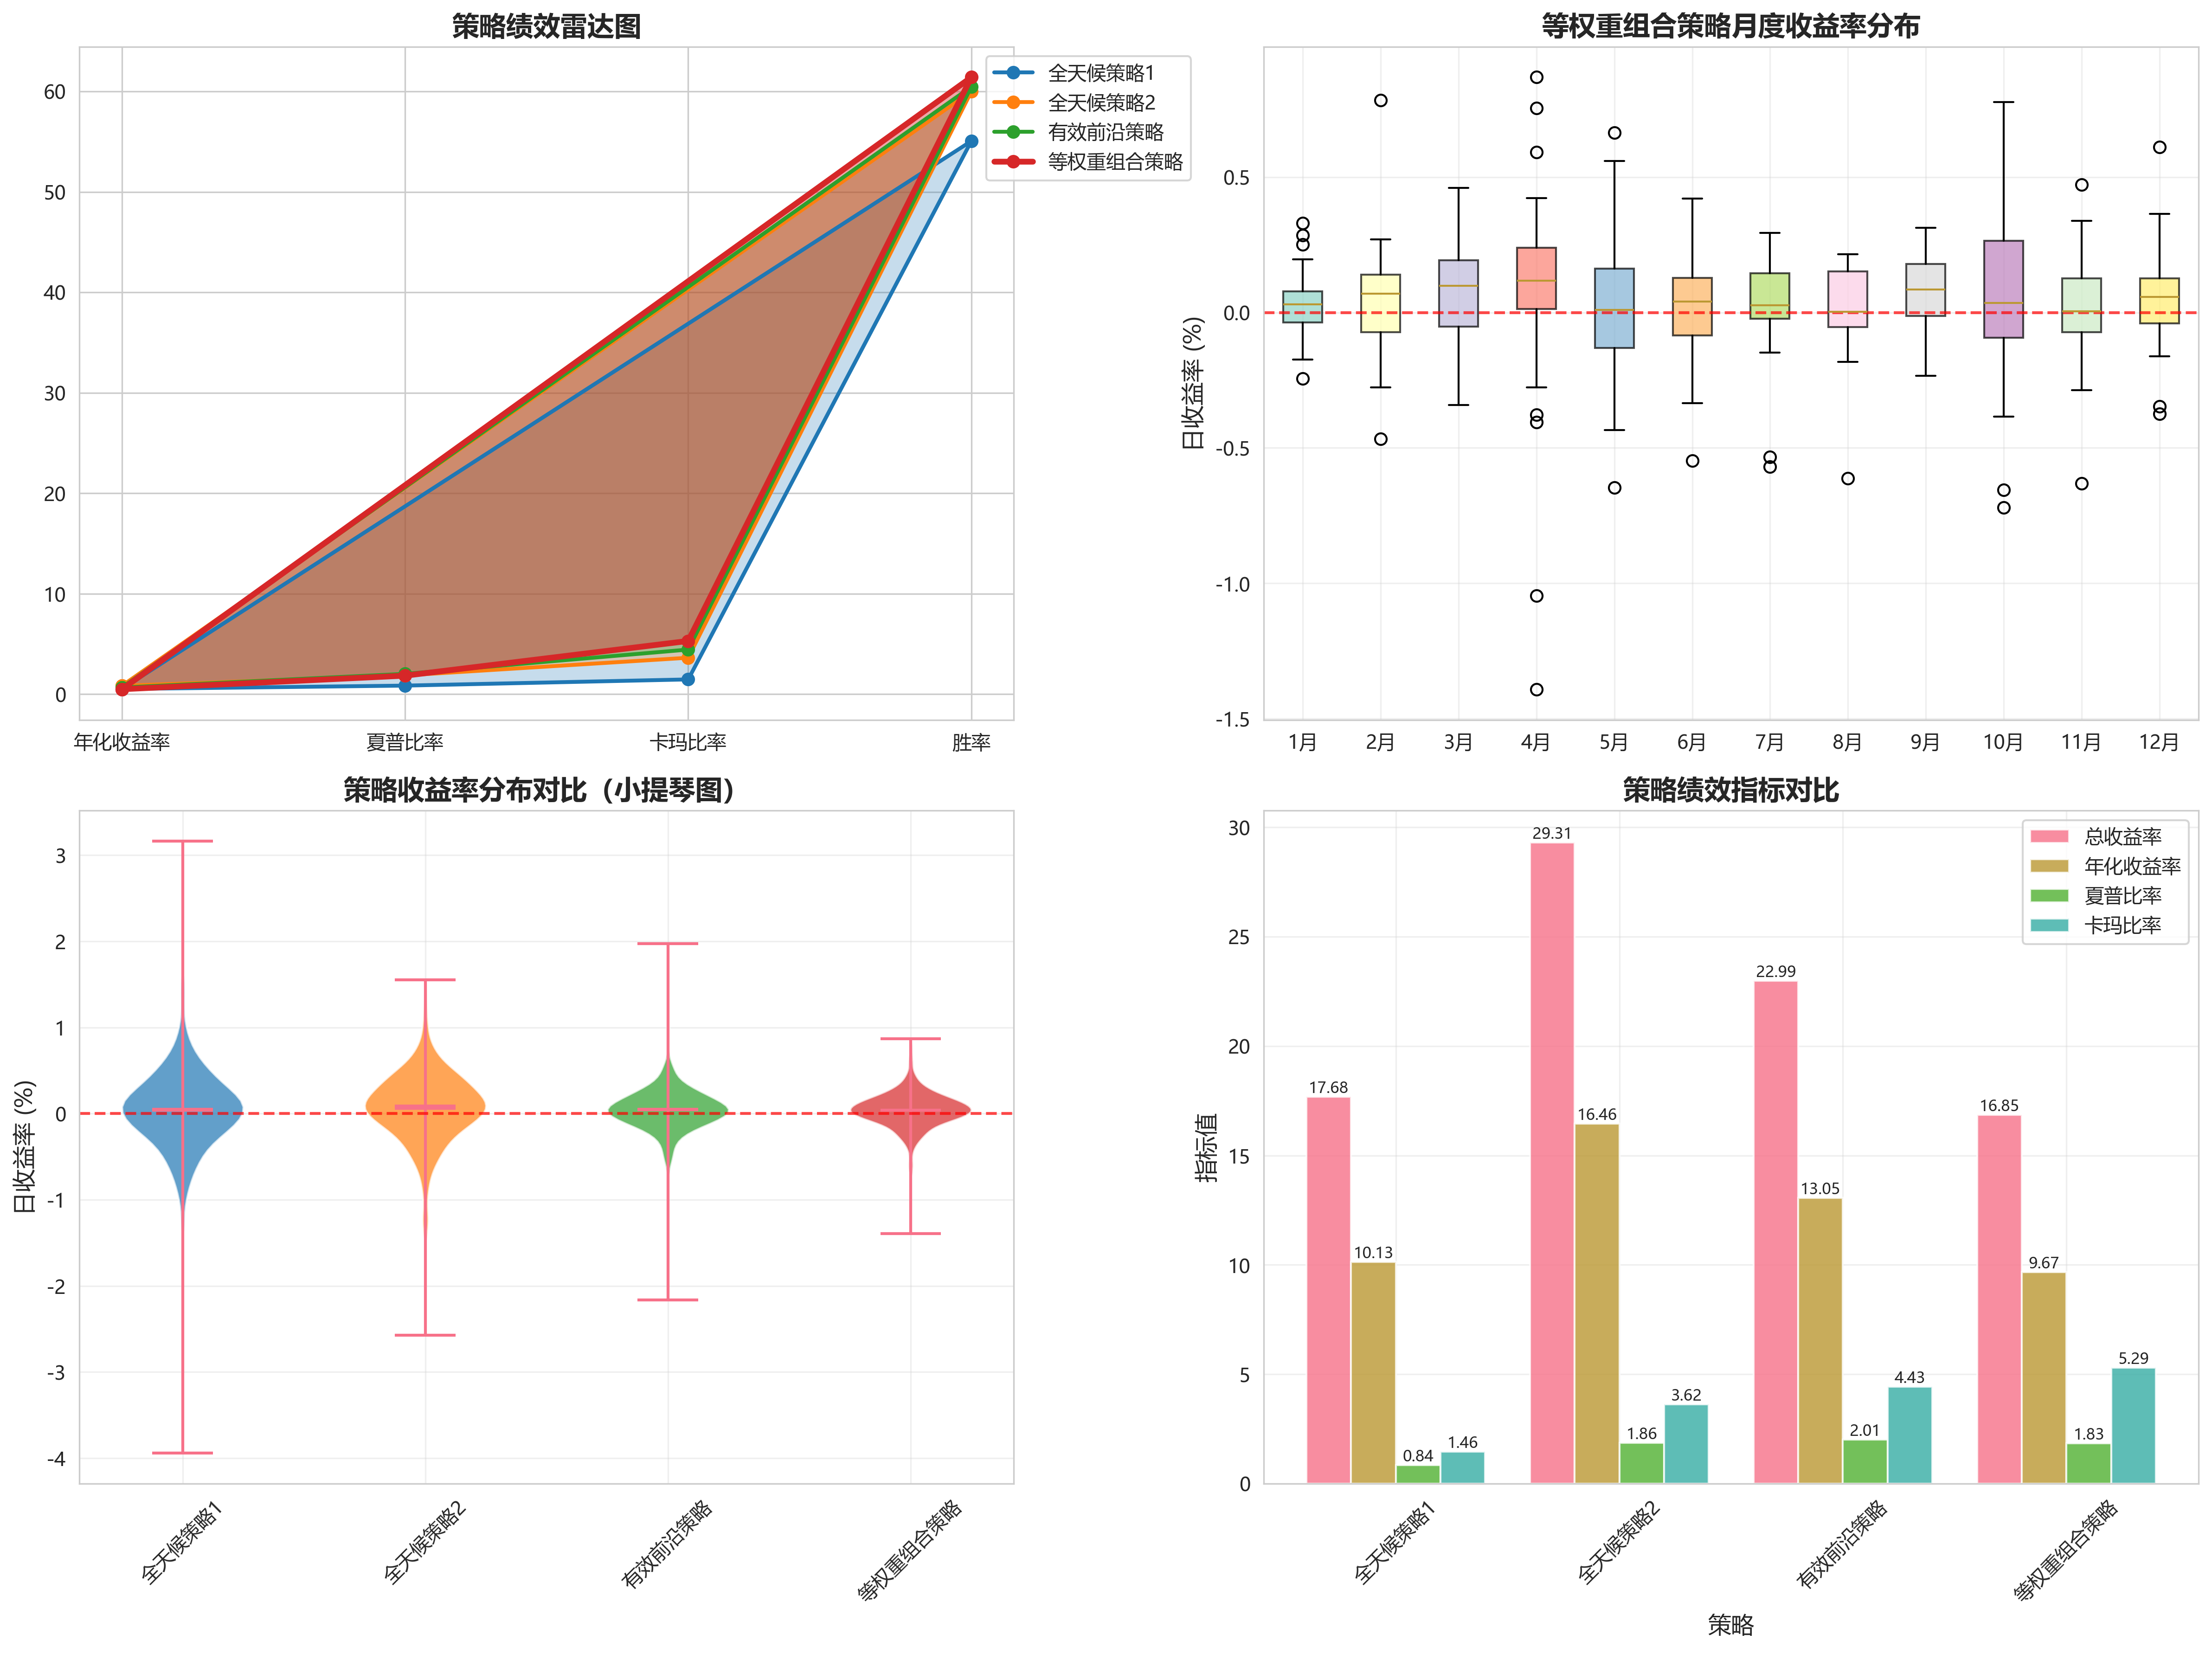 策略绩效雷达图
60
50
40
30
20
10
0
年化收益率
夏普比率
卡玛比率
胜率
全天候策略1
全天候策略2
有效前沿策略
等权重组合策略
等权重组合策略月度收益率分布
日收益率 (%)
0.5
0.0
-0.5
-1.0
-1.5
1月
2月
3月
4月
5月
6月
7月
8月
9月
10月
11月
12月
策略收益率分布对比（小提琴图）
日收益率 (%)
3
2
1
0
-1
-2
-3
-4
全天候策略1
全天候策略2
有效前沿策略
等权重组合策略
策略绩效指标对比
指标值
30
25
20
15
10
5
0
总收益率
年化收益率
夏普比率
卡玛比率
17.68
10.13
0.84
1.46
29.31
16.46
1.86
3.62
22.99
13.05
2.01
4.43
16.85
9.67
1.83
5.29
全天候策略1
全天候策略2
有效前沿策略
等权重组合策略
策略